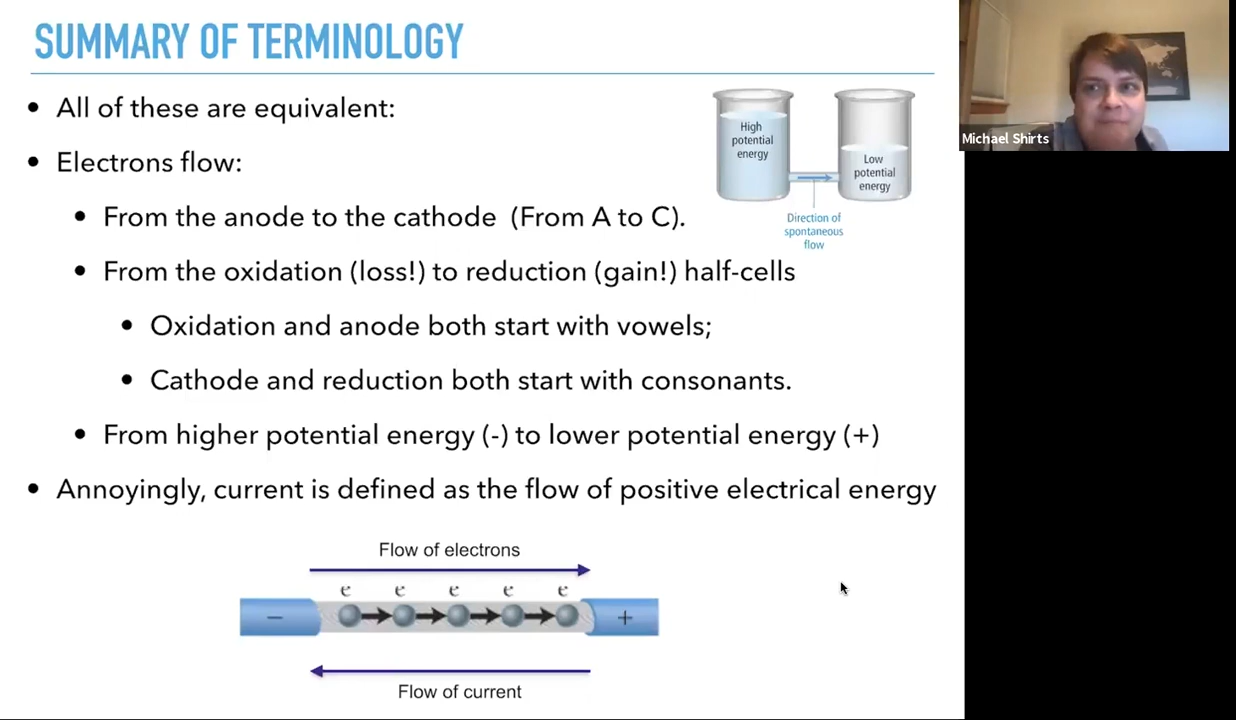 SUMMARY OF TERMINOLOGY
• All of these are equivalent:
• Electrons flow:
• From the anode to the cathode (From A to C).
• From the oxidation (loss!) to reduction (gain!) half-cells
• Oxidation and anode both start with vowels;
• Cathode and reduction both start with consonants.
• From higher potential energy (-) to lower potential energy (+)
• Annoyingly, current is defined as the flow of positive electrical energy
High
potential
energy
Low
potential
energy
Direction of
spontaneous
flow
Flow of electrons
e e e e e
− +
Flow of current
Michael Shirts